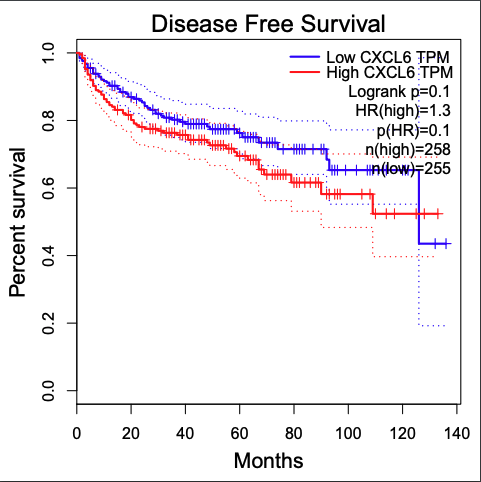 Disease Free Survival
Low CXCL6 TPM
High CXCL6 TPM
Logrank p=0.1
HR(high)=1.3
p(HR)=0.1
n(high)=258
n(low)=255
Percent survival
1.0
0.8
0.6
0.4
0.2
0.0
0 20 40 60 80 100 120 140
Months